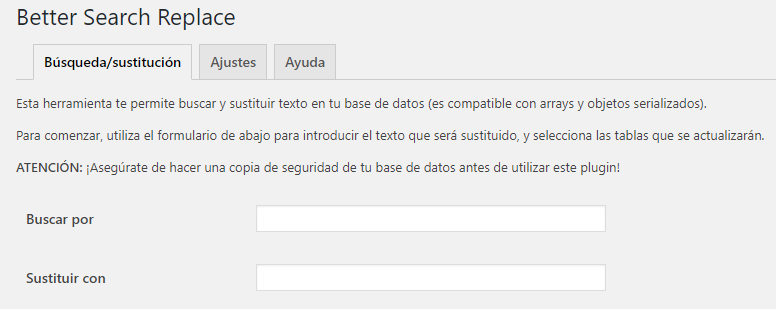 Better Search Replace
Búsqueda/sustitución Ajustes Ayuda
Esta herramienta te permite buscar y sustituir texto en tu base de datos (es compatible con arrays y objetos serializados).
Para comenzar, utiliza el formulario de abajo para introducir el texto que será sustituido, y selecciona las tablas que se actualizarán.
ATENCIÓN: ¡Asegúrate de hacer una copia de seguridad de tu base de datos antes de utilizar este plugin!
Buscar por
Sustituir con